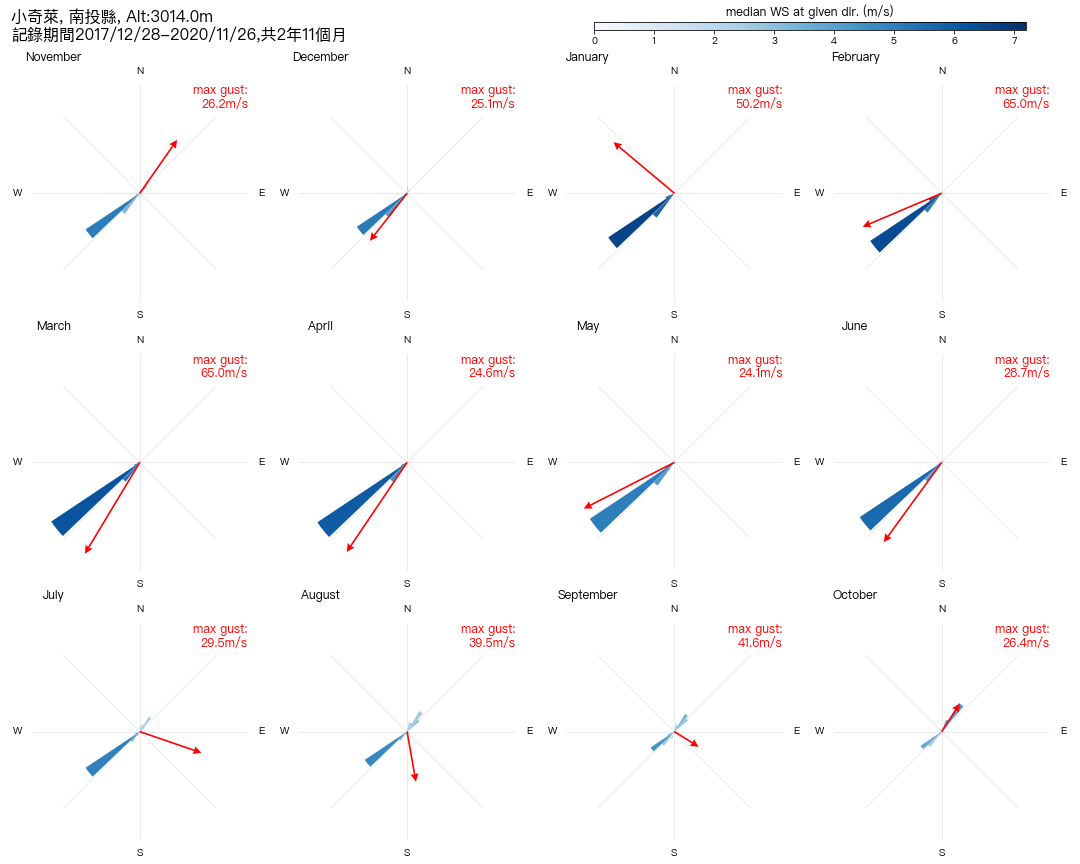 小奇萊, 南投縣, Alt:3014.0m
記錄期間2017/12/28−2020/11/26,共2年11個月
median WS at given dir. (m/s)
0 1 2 3 4 5 6 7
November
N
max gust:
26.2m/s
W
E
S
December
N
max gust:
25.1m/s
W
E
January
N
max gust:
50.2m/s
W
E
S
February
N
max gust:
65.0m/s
W
E
S
March
N
max gust:
65.0m/s
W
E
S
April
N
max gust:
24.6m/s
W
E
May
N
max gust:
24.1m/s
W
E
S
June
N
max gust:
28.7m/s
W
E
S
July
N
max gust:
29.5m/s
W
E
S
August
N
max gust:
39.5m/s
W
E
September
N
max gust:
41.6m/s
W
E
S
October
N
max gust:
26.4m/s
W
E
S